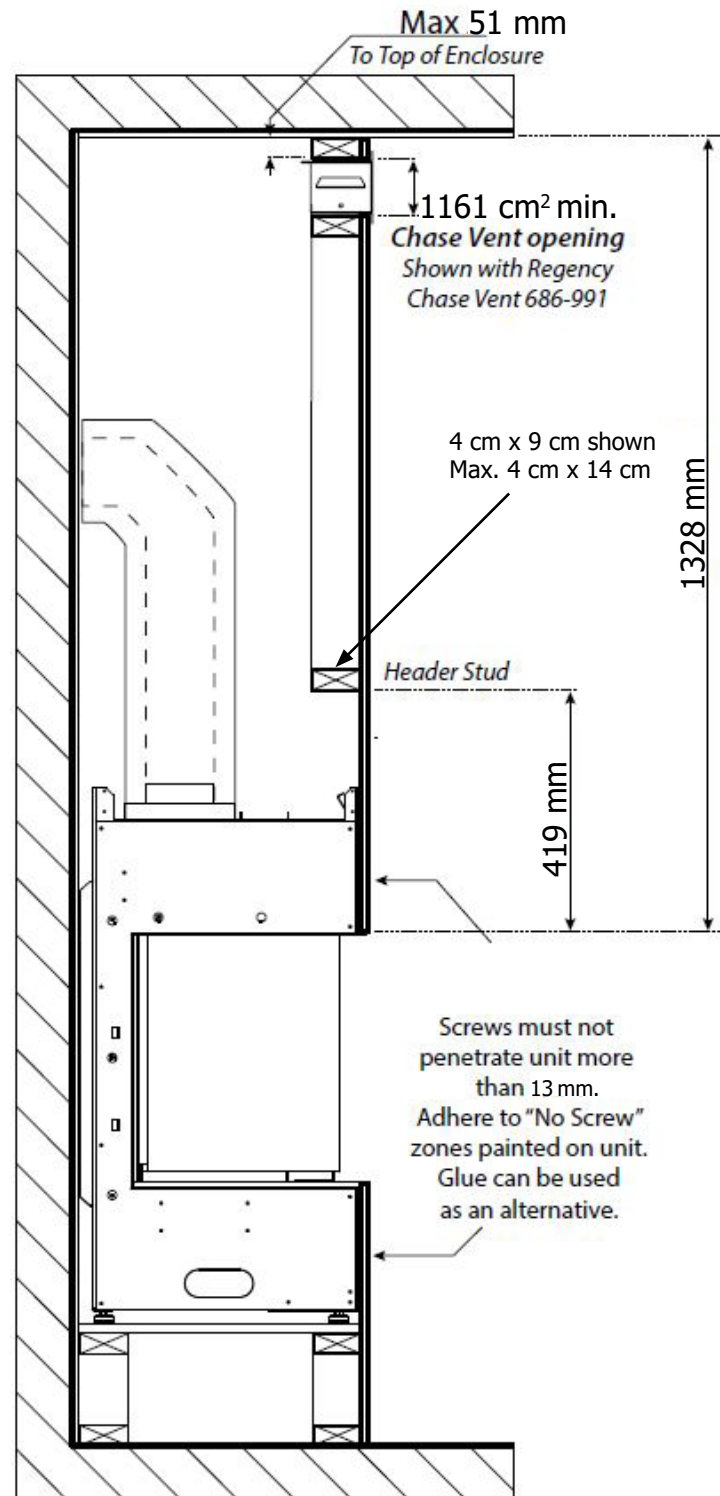 Max 51 mm
To Top of Enclosure
1161 cm² min.
Chase Vent opening
Shown with Regency
Chase Vent 686-991
4 cm x 9 cm shown
Max. 4 cm x 14 cm
1328 mm
Header Stud
419 mm
Screws must not
penetrate unit more
than 13 mm.
Adhere to “No Screw”
zones painted on unit.
Glue can be used
as an alternative.